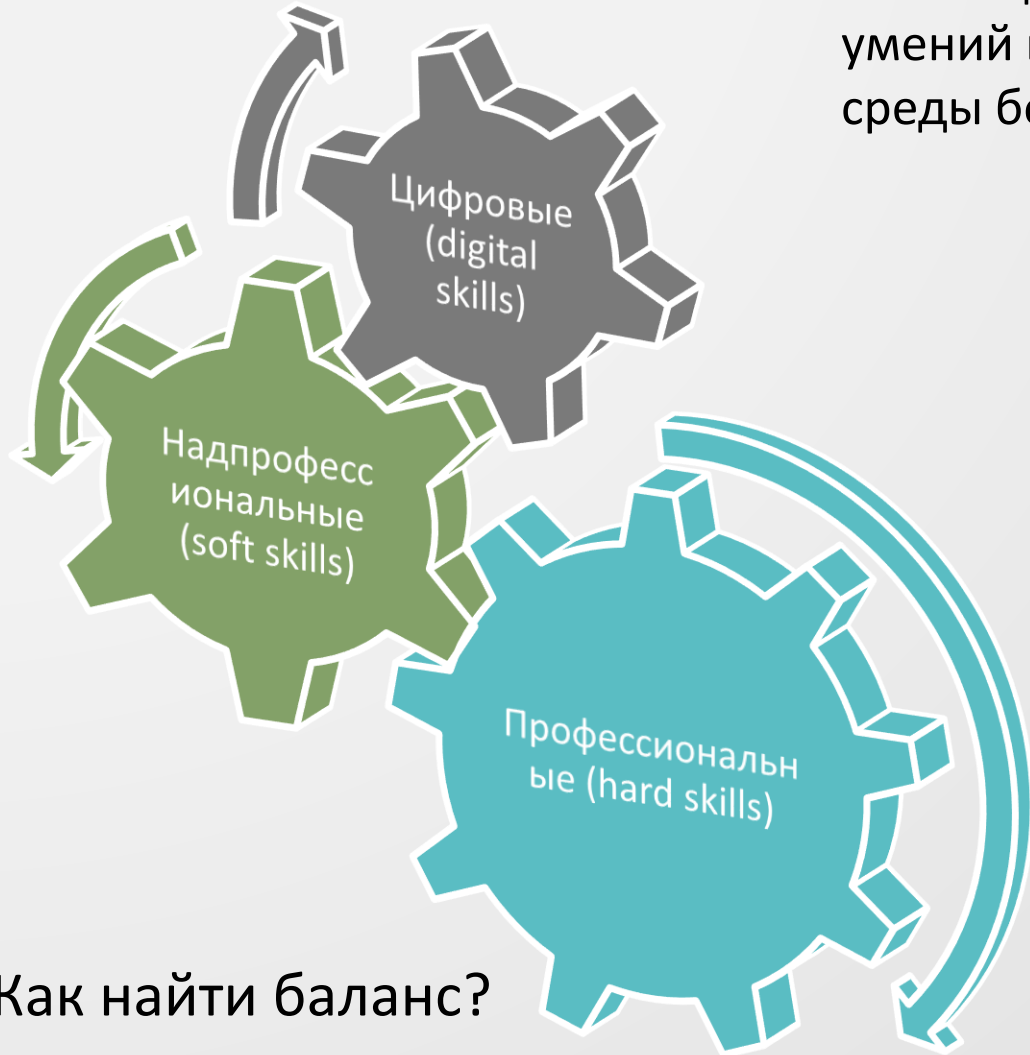 умений
среды
Цифровые
(digital
skills)
Надпрофесс
иональные
(soft skills)
Профессиональн
ые (hard skills)
Как найти баланс?